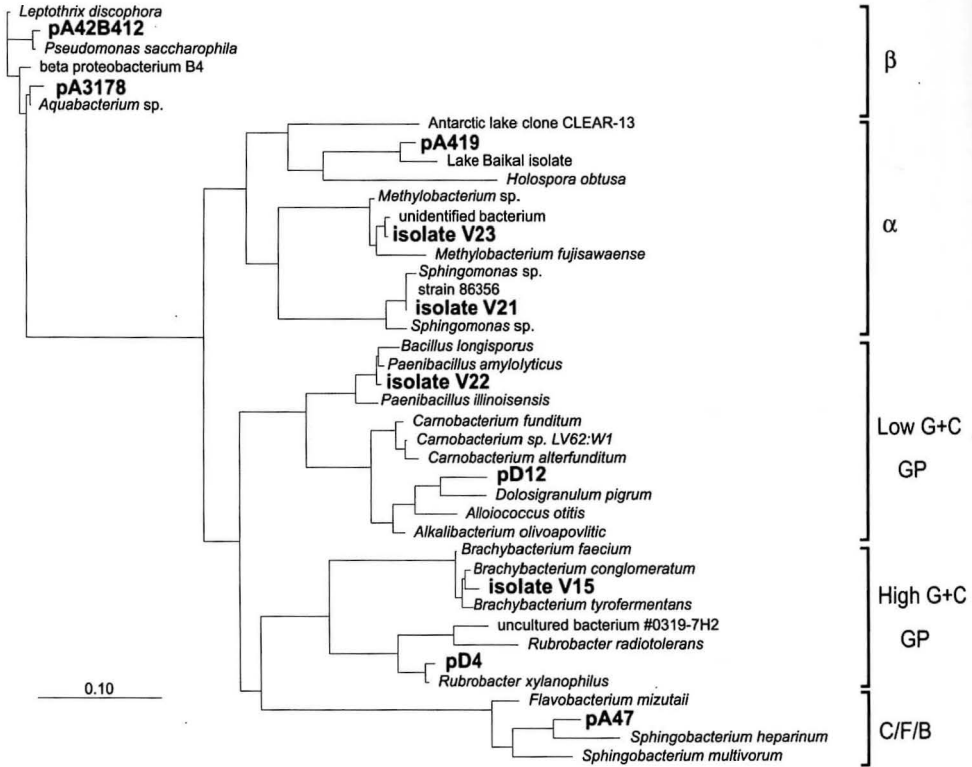 Leptothrix discophora
pA42B412
Pseudomonas saccharophila
beta proteobacterium B4
pA3178
Aquabacterium sp.
β
Antarctic lake clone CLEAR-13
pA419
Lake Baikal isolate
Holospora obtusa
Methylobacterium sp.
unidentified bacterium
isolate V23
Methylobacterium fujisawaense
Sphingomonas sp.
strain 86356
isolate V21
Sphingomonas sp.
α
Bacillus longisporus
Paenibacillus amylolyticus
isolate V22
Paenibacillus illinoisensis
Carnobacterium funditum
Carnobacterium sp. LV62:W1
Carnobacterium alterfunditum
pD12
Dolosigranulum pigrum
Alloiococcus otitis
Alkalibacterium olivoapovlitic
Low G+C
GP
Brachybacterium faecium
Brachybacterium conglomeratum
isolate V15
Brachybacterium tyrofermentans
uncultured bacterium #0319-7H2
Rubrobacter radiotolerans
pD4
Rubrobacter xylanophilus
High G+C
GP
Flavobacterium mizutaii
pA47
Sphingobacterium heparinum
Sphingobacterium multivorum
C/F/B
0.10